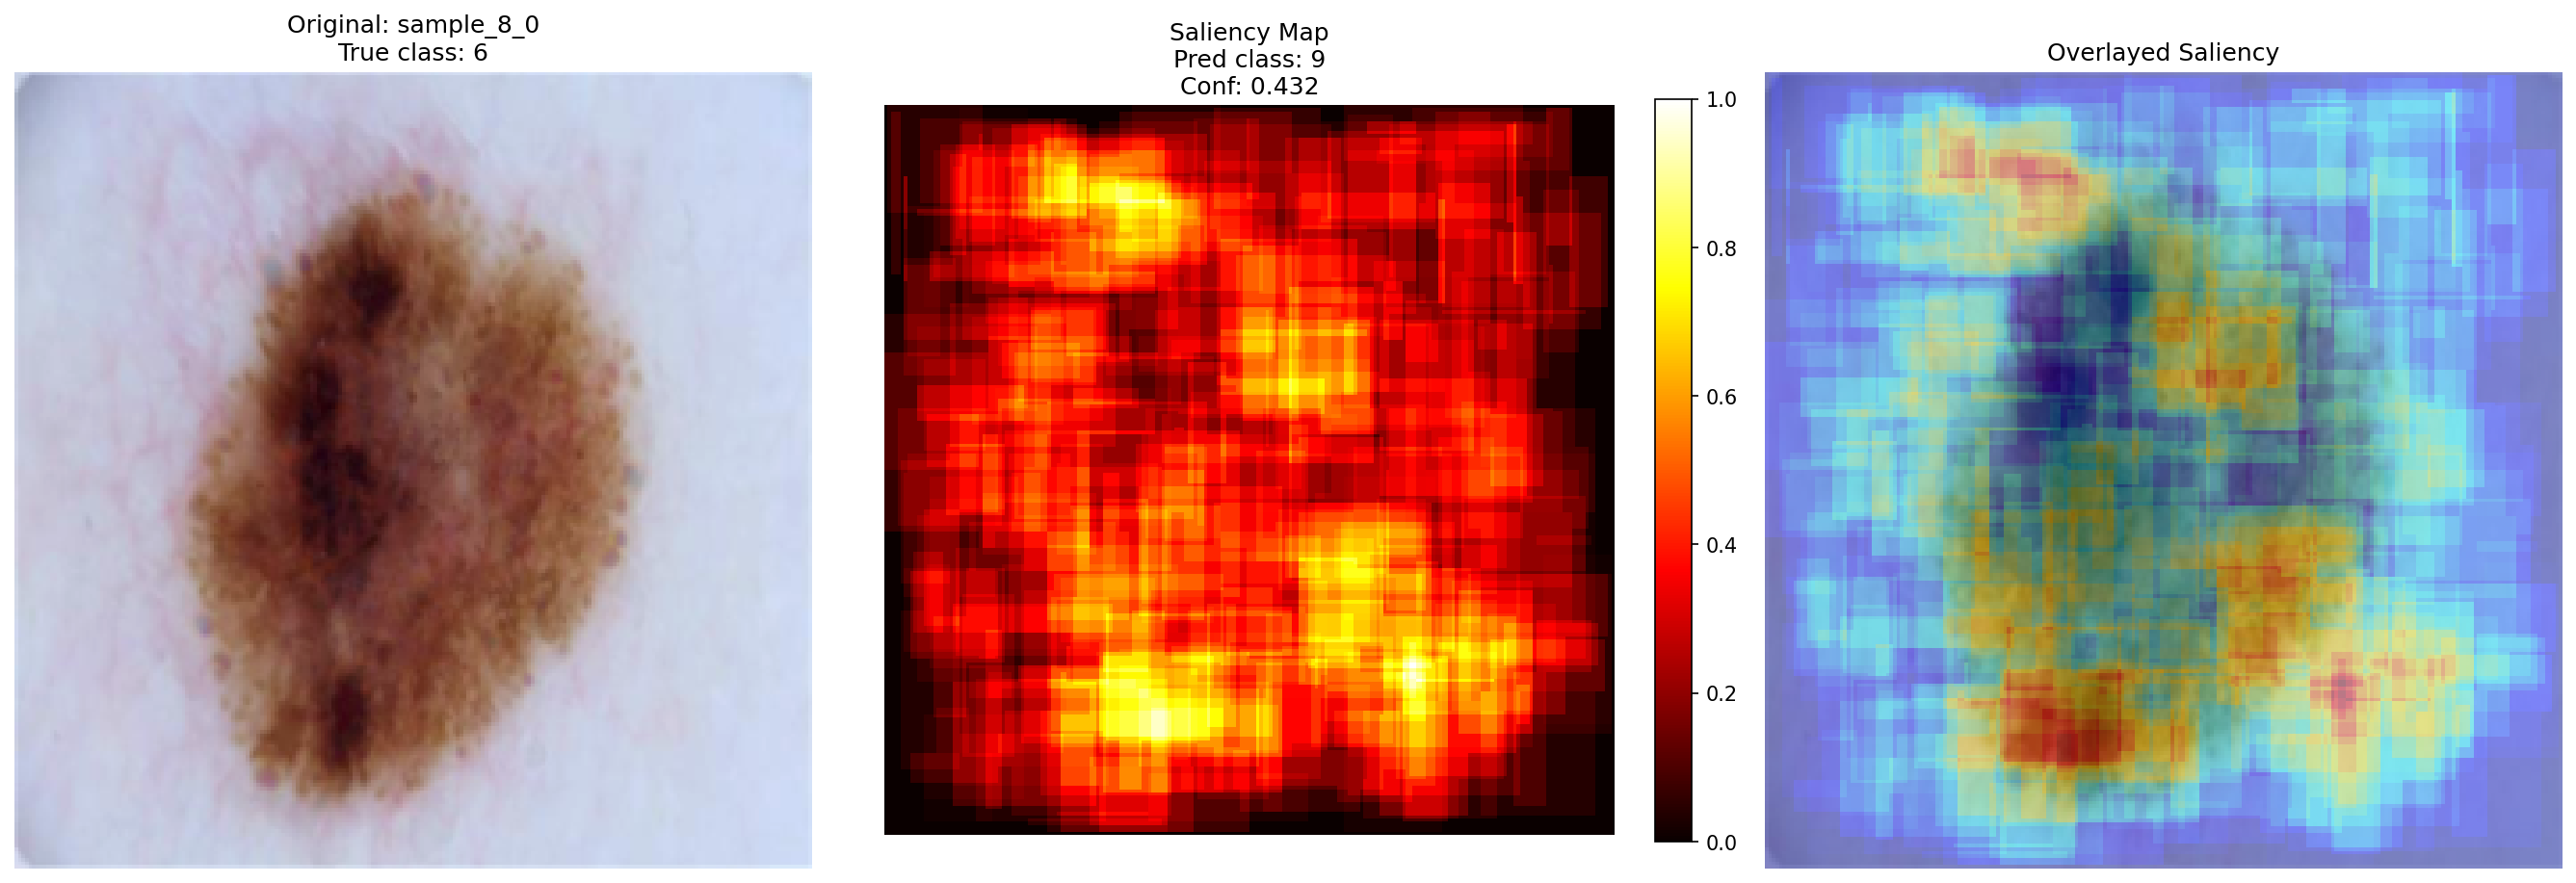 Original: sample_8_0
True class: 6
Saliency Map
Pred class: 9
Conf: 0.432
1.0
0.8
0.6
0.4
0.2
0.0
Overlayed Saliency